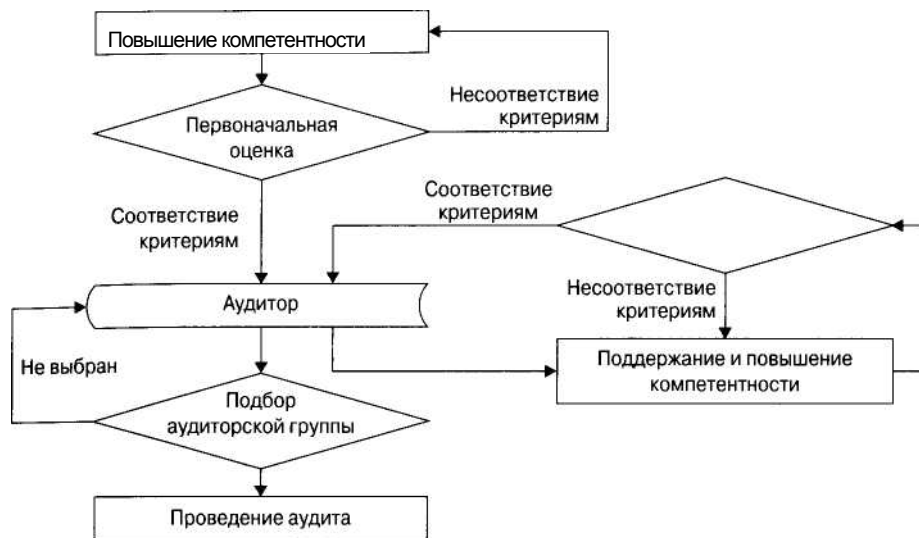 Повышение компетентности
Несоответствие
критериям
Первоначальная
оценка
Соответствие
критериям
Соответствие
критериям
Несоответствие
критериям
Аудитор
Не выбран
Поддержание и повышение
компетентности
Подбор
аудиторской группы
Проведение аудита